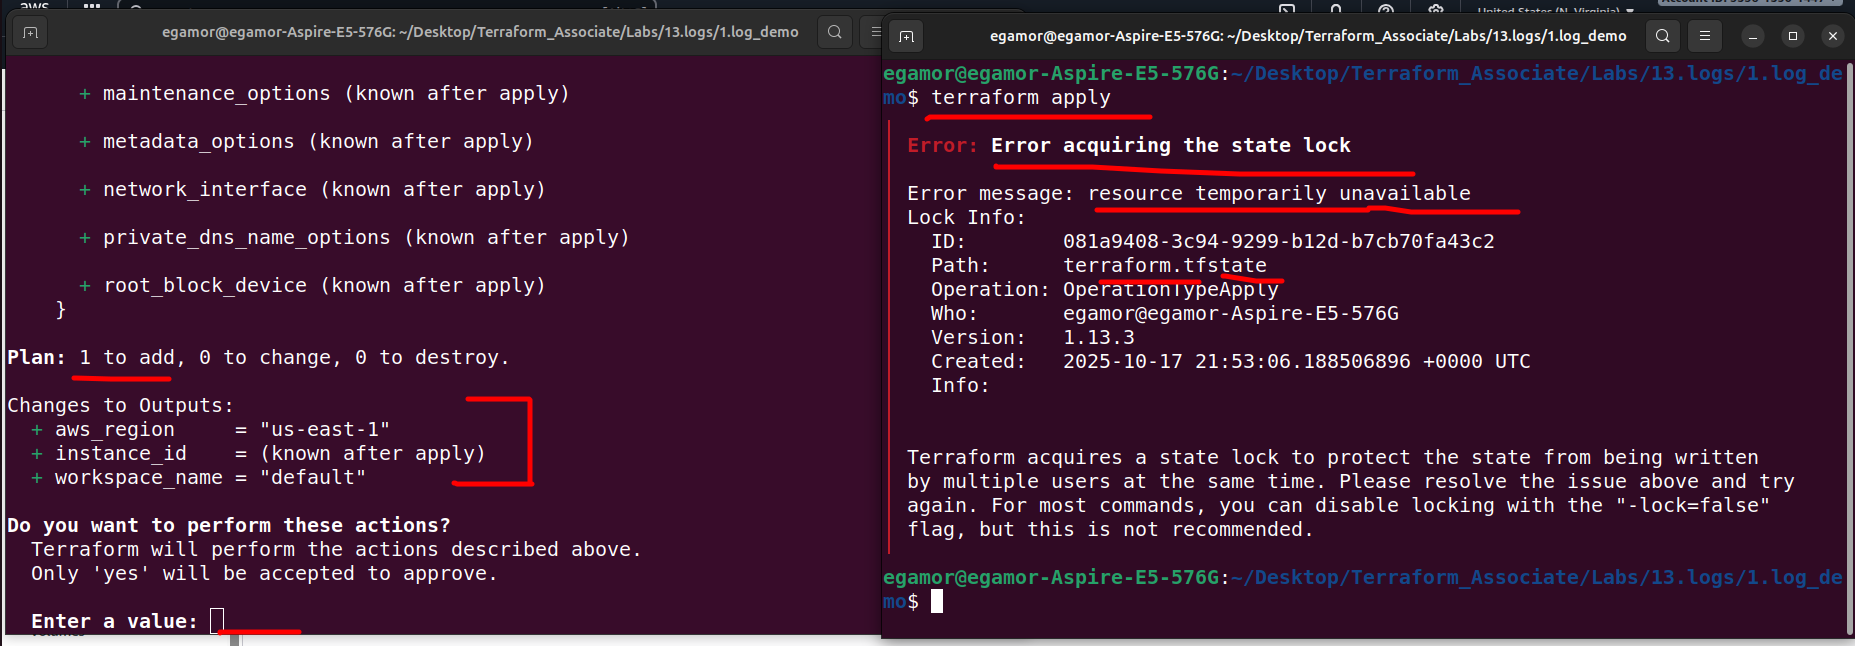 aws
United States (N. Virginia)
egamor@egamor-Aspire-E5-576G: ~/Desktop/Terraform_Associate/Labs/13.logs/1.log_demo
+ maintenance_options (known after apply)
+ metadata_options (known after apply)
+ network_interface (known after apply)
+ private_dns_name_options (known after apply)
+ root_block_device (known after apply)
}
Plan: 1 to add, 0 to change, 0 to destroy.
Changes to Outputs:
+ aws_region     = "us-east-1"
+ instance_id    = (known after apply)
+ workspace_name = "default"
Do you want to perform these actions?
Terraform will perform the actions described above.
Only 'yes' will be accepted to approve.
Enter a value:
egamor@egamor-Aspire-E5-576G: ~/Desktop/Terraform_Associate/Labs/13.logs/1.log_demo
egamor@egamor-Aspire-E5-576G:~/Desktop/Terraform_Associate/Labs/13.logs/1.log_de
mo$ terraform apply
Error: Error acquiring the state lock
Error message: resource temporarily unavailable
Lock Info:
ID:        081a9408-3c94-9299-b12d-b7cb70fa43c2
Path:      terraform.tfstate
Operation: OperationTypeApply
Who:       egamor@egamor-Aspire-E5-576G
Version:   1.13.3
Created:   2025-10-17 21:53:06.188506896 +0000 UTC
Info:
Terraform acquires a state lock to protect the state from being written
by multiple users at the same time. Please resolve the issue above and try
again. For most commands, you can disable locking with the "-lock=false"
flag, but this is not recommended.
egamor@egamor-Aspire-E5-576G:~/Desktop/Terraform_Associate/Labs/13.logs/1.log_de
mo$